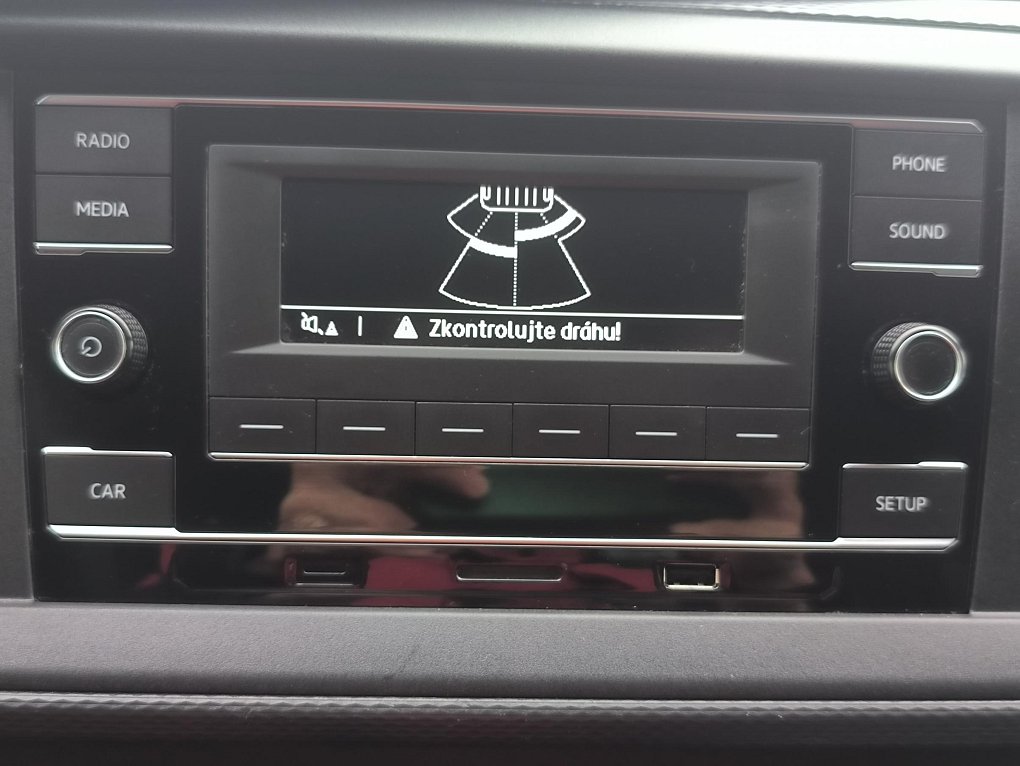 RADIO
MEDIA
PHONE
SOUND
Zkontrolujte dráhu!
CAR
SETUP